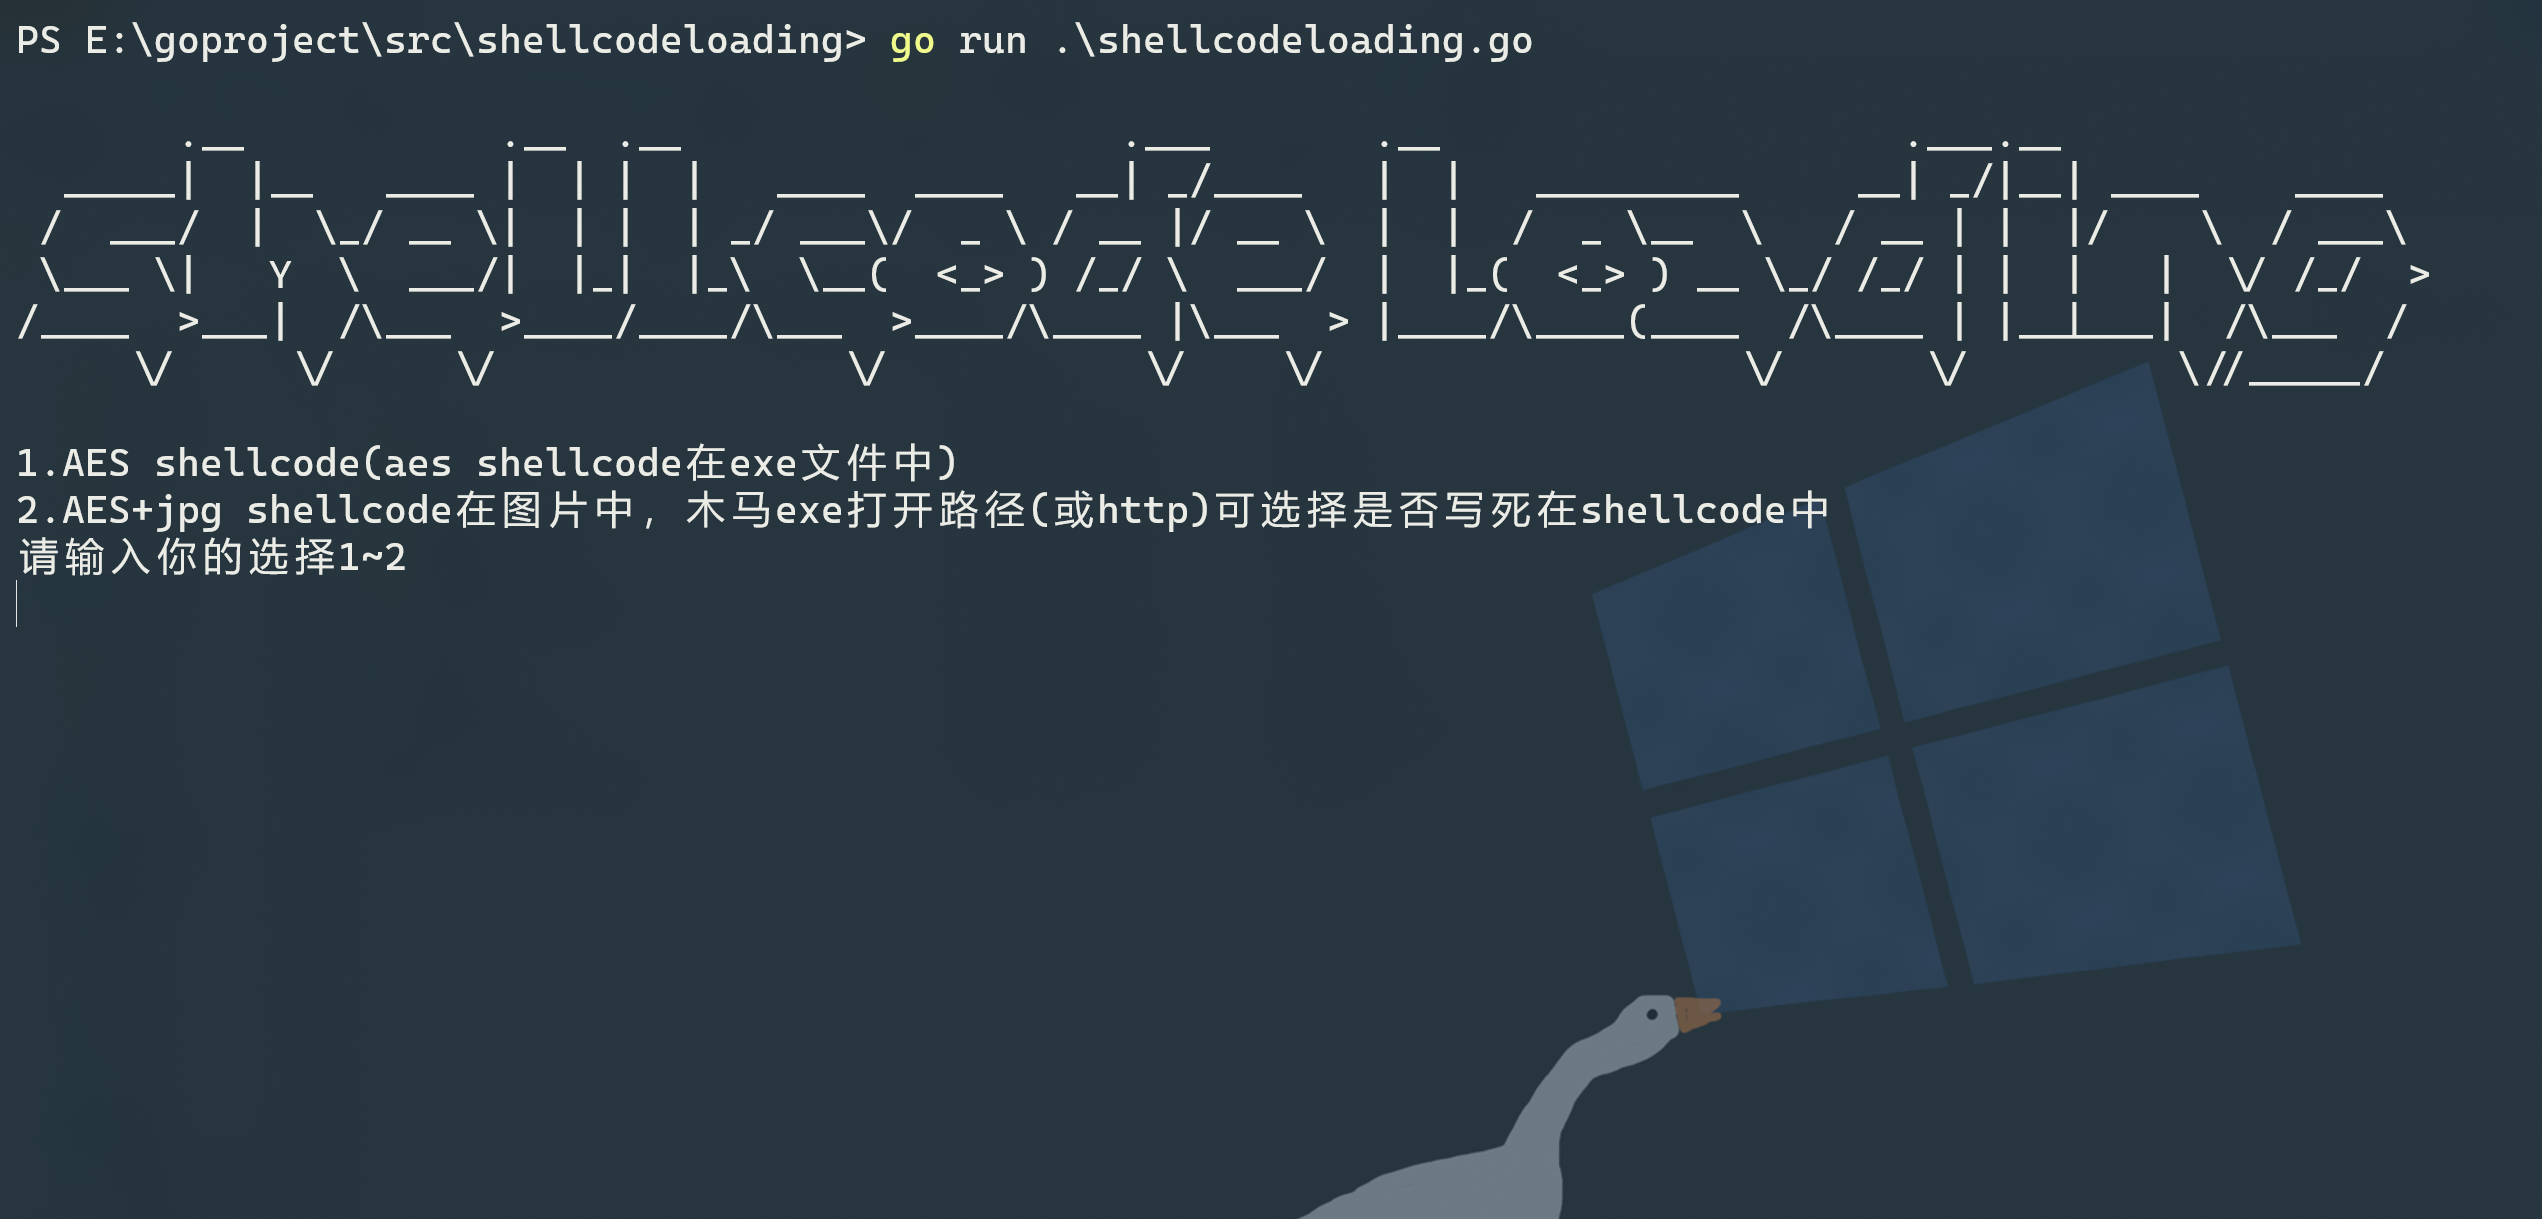 PS E:\goproject\src\shellcodeloading> go run .\shellcodeloading.go
shellcode loading
1.AES shellcode(aes shellcode在exe文件中)
2.AES+jpg shellcode在图片中, 木马exe打开路径(或http)可选择是否写死在shellcode中
请输入你的选择1~2